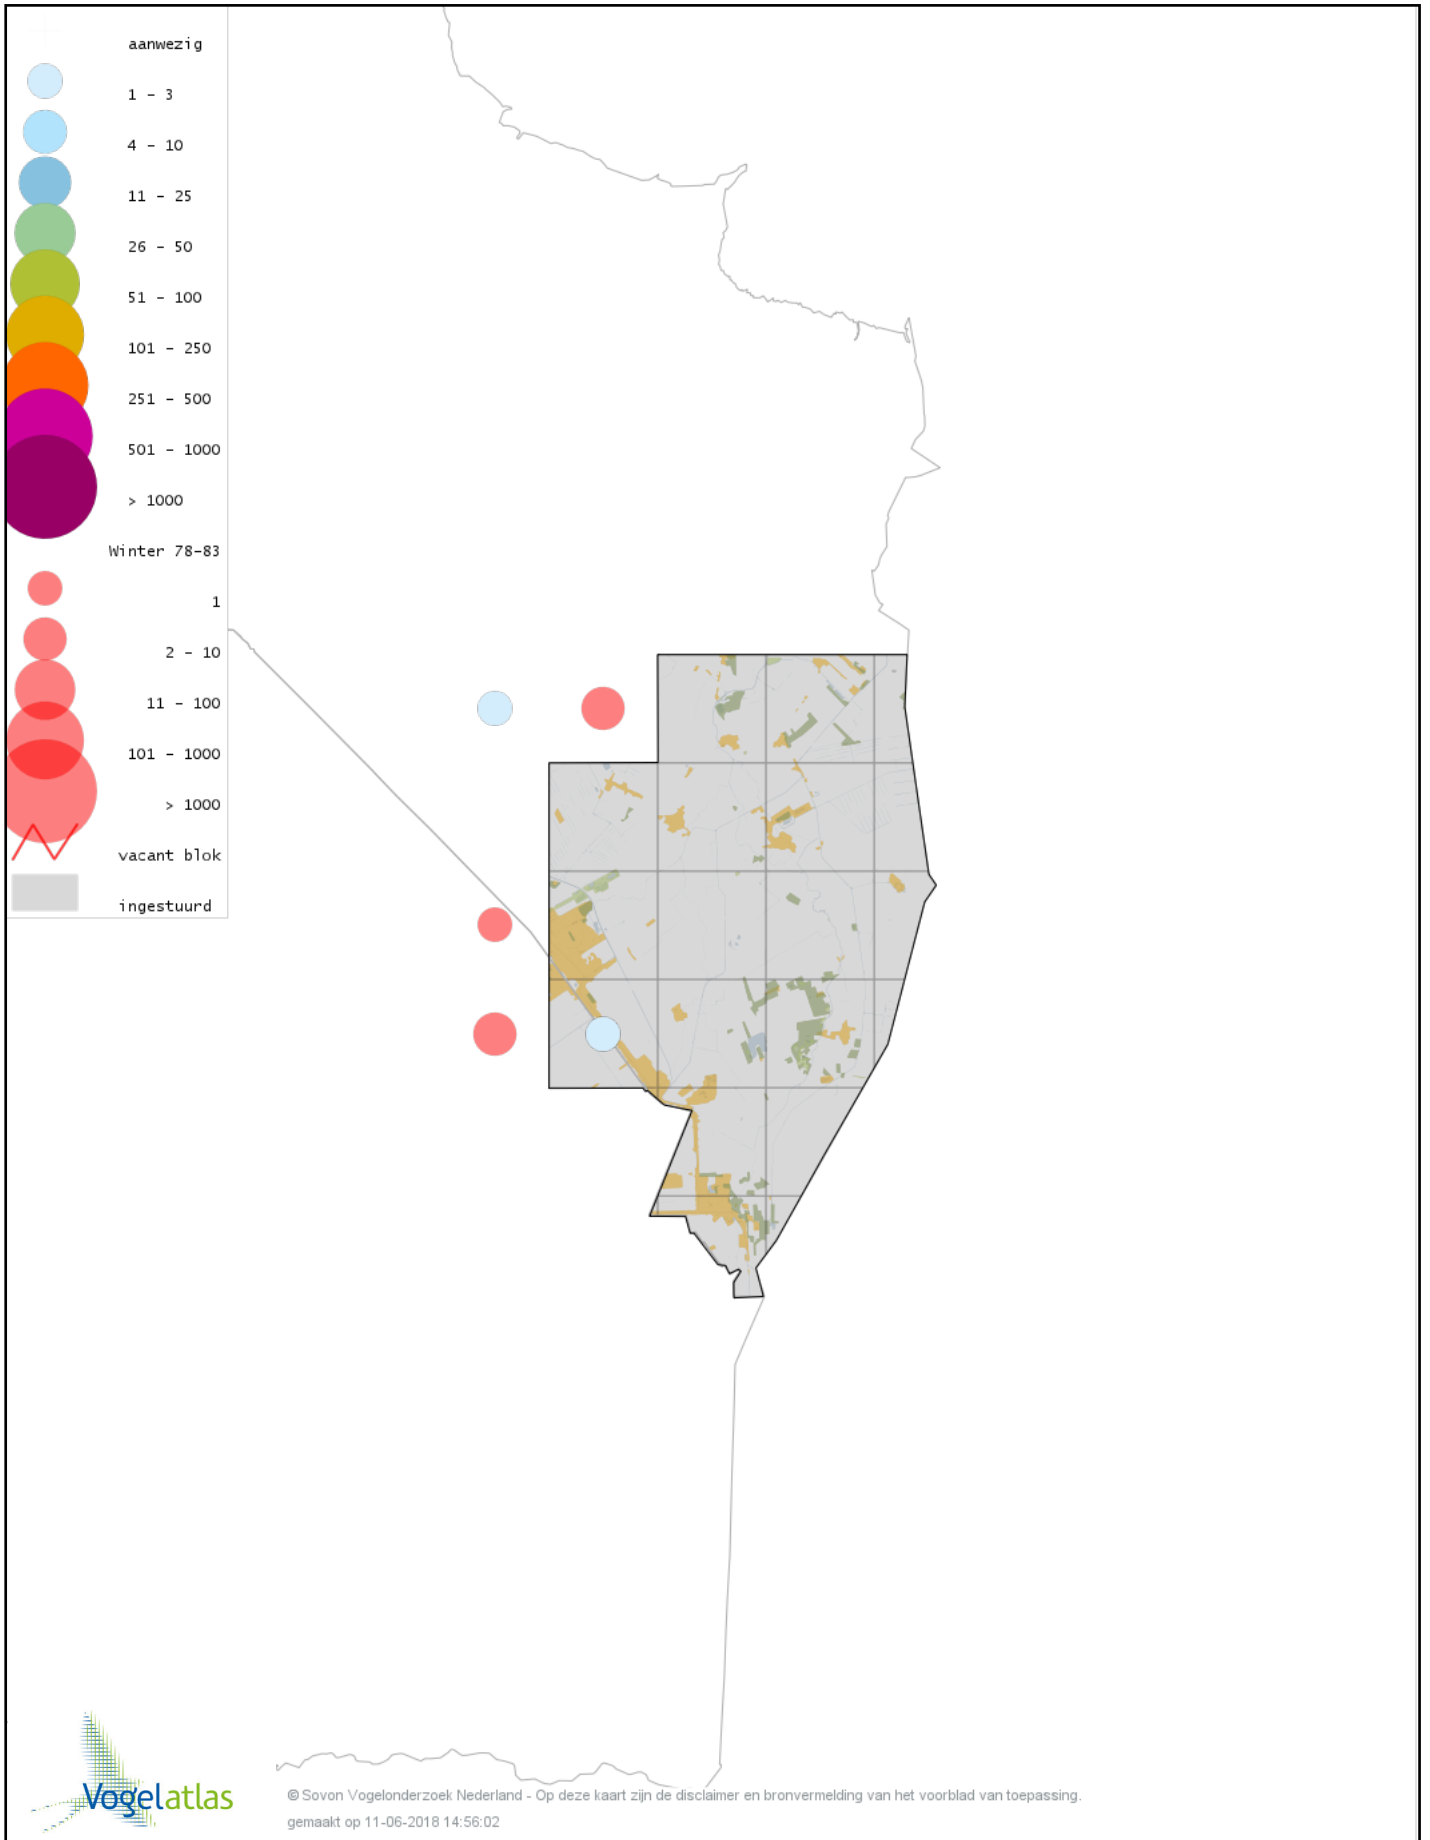 aanwezig
1 - 3
4 - 10
11 - 25
26 - 50
51 - 100
101 - 250
251 - 500
501 - 1000
> 1000
Winter 78-83
1
2 - 10
11 - 100
101 - 1000
> 1000
vacant blok
ingestuurd
Vogelatlas
© Sovon Vogelonderzoek Nederland - Op deze kaart zijn de disclaimer en bronvermelding van het voorblad van toepassing.
gemaakt op 11-06-2018 14:56:02